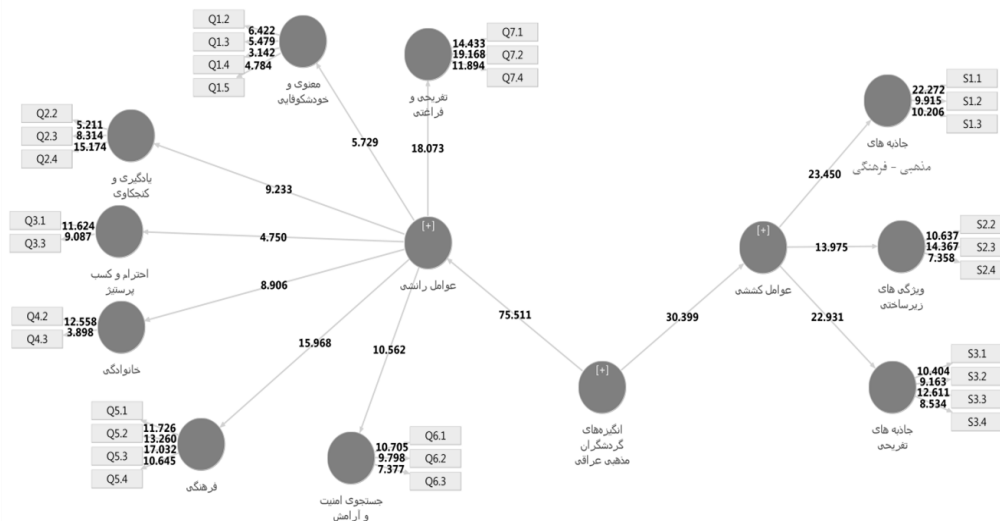 Q1.2
Q1.3
Q1.4
Q1.5
6.422
5.479
3.142
4.784
معنوی و
خودشکوفایی
5.729
Q7.1
Q7.2
Q7.4
14.433
19.168
11.894
تفریحی و
فراغتی
18.073
Q2.2
Q2.3
Q2.4
5.211
8.314
15.174
یادگیری و
کنجکاوی
9.233
Q3.1
Q3.3
11.624
9.087
احترام و کسب
پرستیژ
4.750
Q4.2
Q4.3
12.558
3.898
خانوادگی
8.906
Q5.1
Q5.2
Q5.3
Q5.4
11.726
13.260
17.032
10.645
فرهنگی
15.968
Q6.1
Q6.2
Q6.3
10.705
9.798
7.377
جستجوی امنیت
و آرامش
10.562
[+]
عوامل رانشی
75.511
[+]
انگیزه‌های
گردشگران
مذهبی عراقی
30.399
[+]
عوامل کششی
23.450
S1.1
S1.2
S1.3
22.272
9.915
10.206
جاذبه های
مذهبی - فرهنگی
13.975
S2.2
S2.3
S2.4
10.637
14.367
7.358
ویژگی های
زیرساختی
22.931
S3.1
S3.2
S3.3
S3.4
10.404
9.163
12.611
8.534
جاذبه های
تفریحی